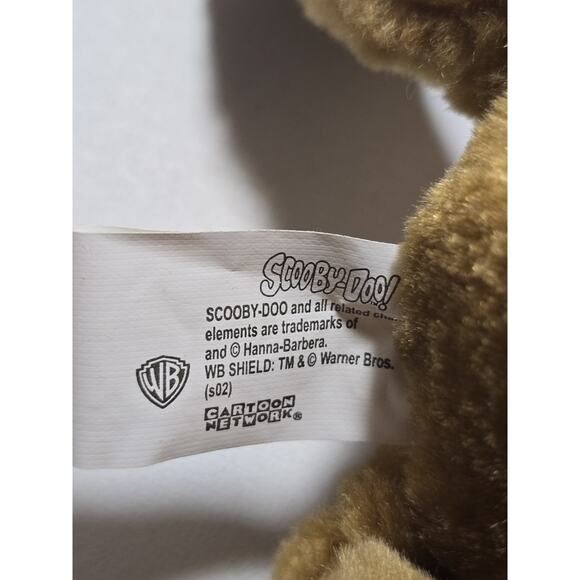 SCOOBY-DOO!
SCOOBY-DOO and all related
elements are trademarks of
and © Hanna-Barbera.
WB SHIELD: TM & © Warner Bros.
(s02)
WB
CARTOON
NETWORK®